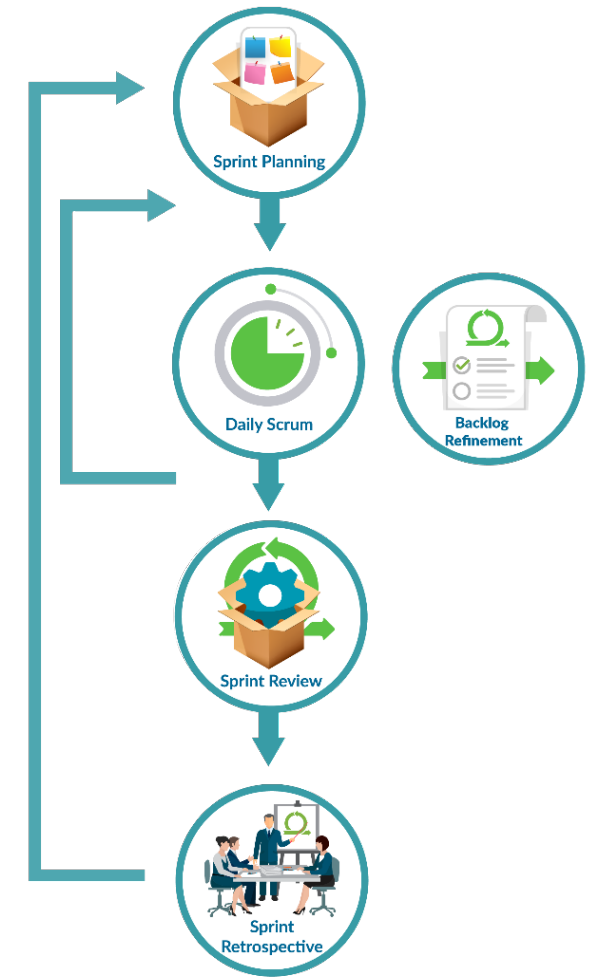 Sprint Planning
Daily Scrum
Backlog
Refinement
Sprint Review
Sprint
Retrospective